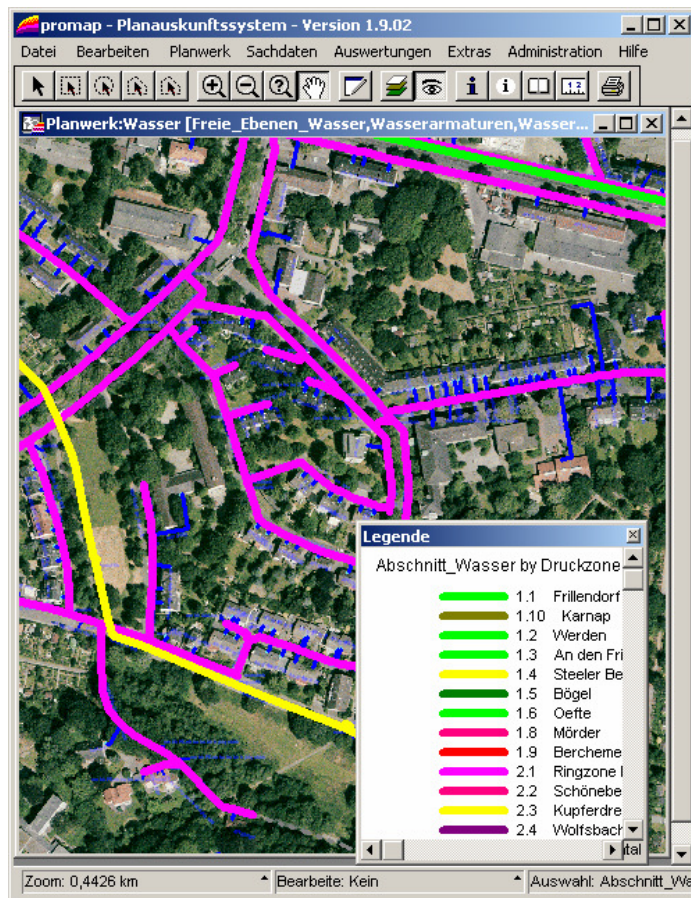 promap - Planauskunftssystem - Version 1.9.02
Datei Bearbeiten Planwerk Sachdaten Auswertungen Extras Administration Hilfe
Planwerk:Wasser [Freie_Ebenen_Wasser,Wasserarmaturen,Wasser...
Legende
Abschnitt_Wasser by Druckzone
1.1 Frillendorf
1.10 Karnap
1.2 Werden
1.3 An den Fri
1.4 Steeler Be
1.5 Bögel
1.6 Oefte
1.8 Mörder
1.9 Bercheme
2.1 Ringzone
2.2 Schönebe
2.3 Kupferdre
2.4 Wolfsbach
tal
Zoom: 0,4426 km Bearbeite: Kein Auswahl: Abschnitt_Wa